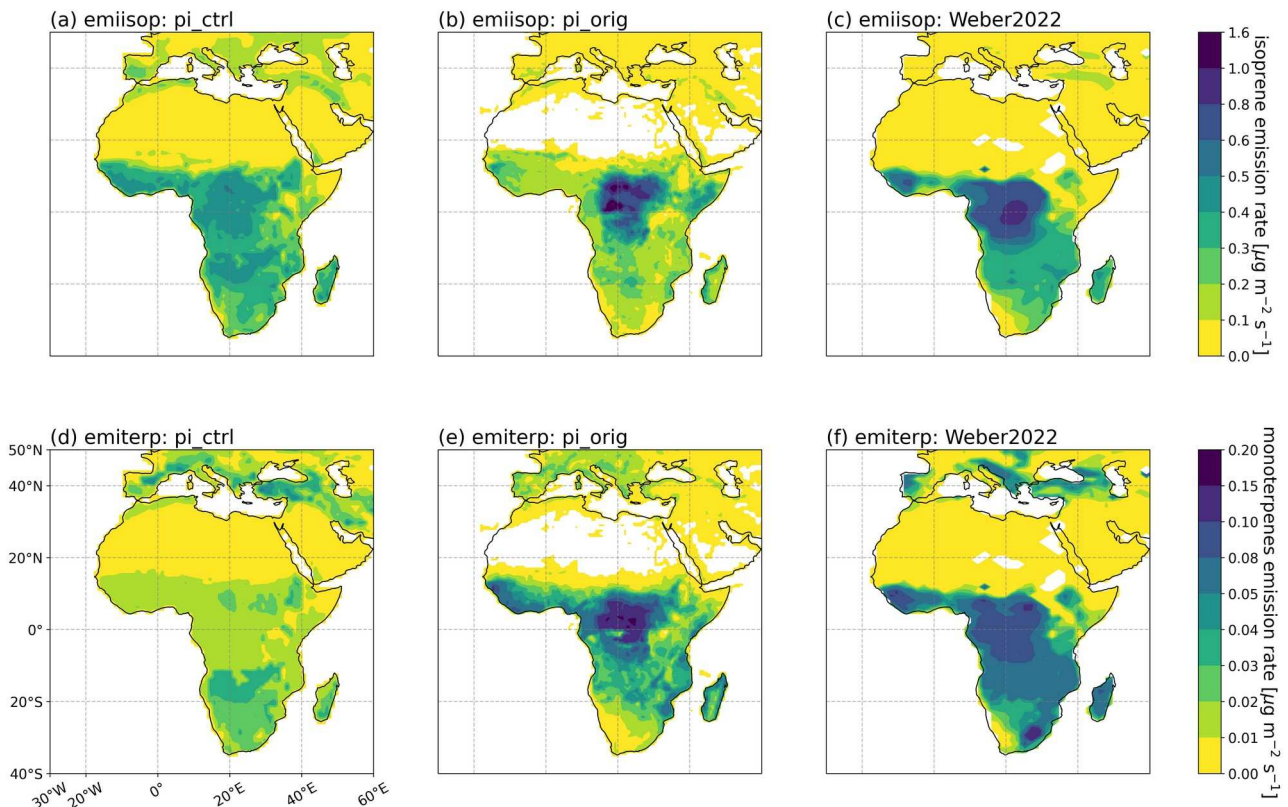 (a) emiisop: pi_ctrl
(b) emiisop: pi_orig
(c) emiisop: Weber2022
1.6
1.0
0.8
0.6
0.4
0.3
0.2
0.1
0.0
isoprene emission rate [μg m⁻² s⁻¹]
(d) emiterp: pi_ctrl
(e) emiterp: pi_orig
(f) emiterp: Weber2022
50°N
40°N
20°N
0°
20°S
40°S
30°W
20°W
0°
20°E
40°E
60°E
0.20
0.15
0.10
0.08
0.05
0.04
0.03
0.02
0.01
0.00
monoterpenes emission rate [μg m⁻² s⁻¹]